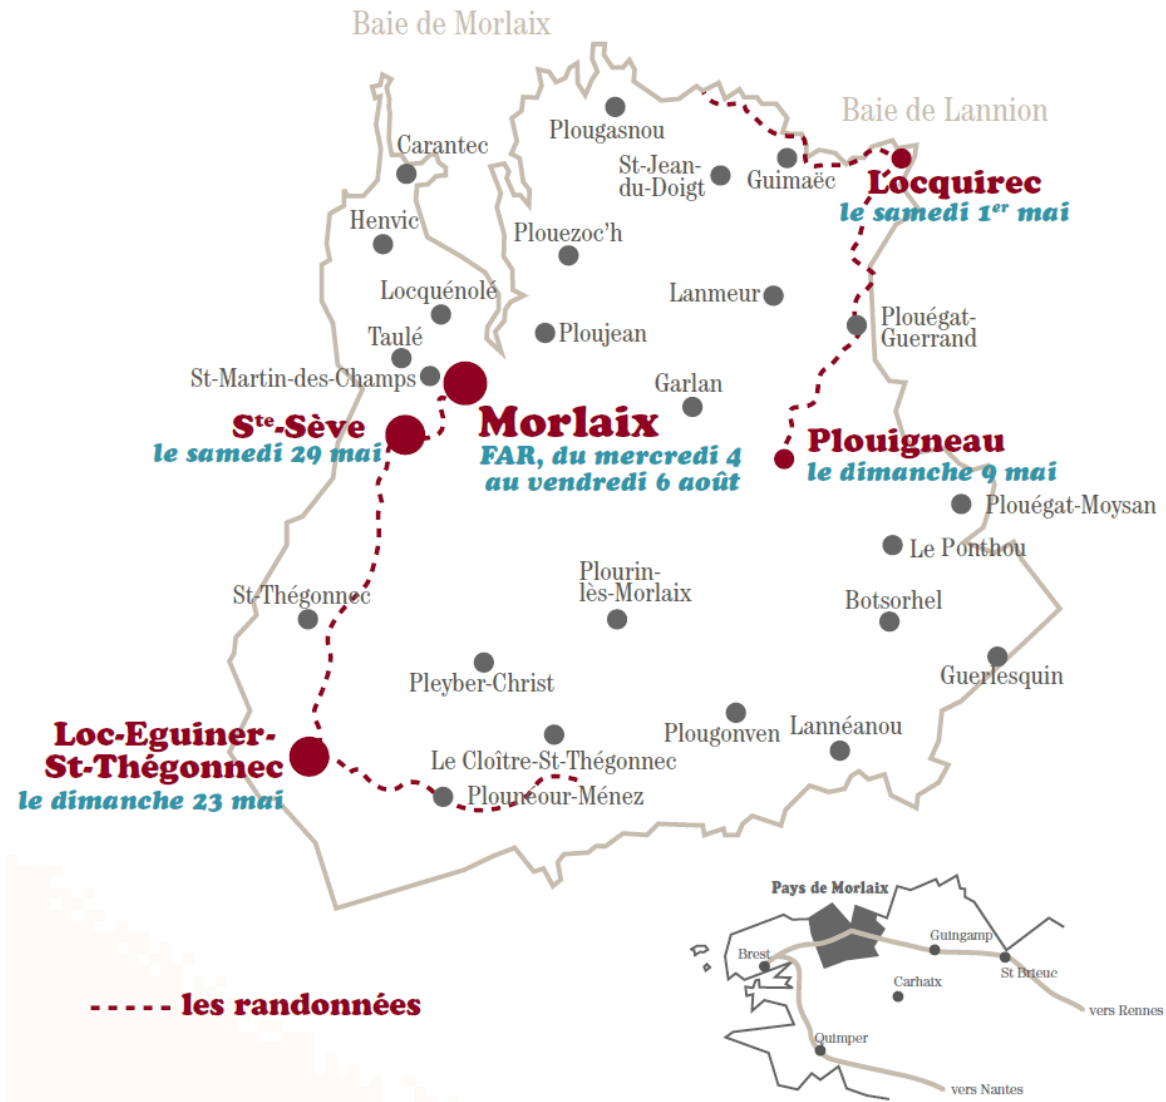 Baie de Morlaix
Baie de Lannion
Plougasnou
Carantec
St-Jean-
du-Doigt
Guimaëc
Locquirec
le samedi 1er mai
Henvic
Plouezoc'h
Locquénolé
Lanmeur
Taulé
Ploujean
Plouégat-
Guerrand
St-Martin-des-Champs
Garlan
Ste-Sève
le samedi 29 mai
Morlaix
FAR, du mercredi 4
au vendredi 6 août
Plouigneau
le dimanche 9 mai
Plouégat-Moysan
Le Ponthou
St-Thégonnec
Plourin-
lès-Morlaix
Botsorhel
Pleyber-Christ
Guerlesquin
Loc-Eguiner-
St-Thégonnec
le dimanche 23 mai
Plougonven
Lannéanou
Le Cloître-St-Thégonnec
Plounéour-Ménez
Pays de Morlaix
Brest
Guingamp
St Brieuc
Carhaix
vers Rennes
Quimper
vers Nantes
----- les randonnées